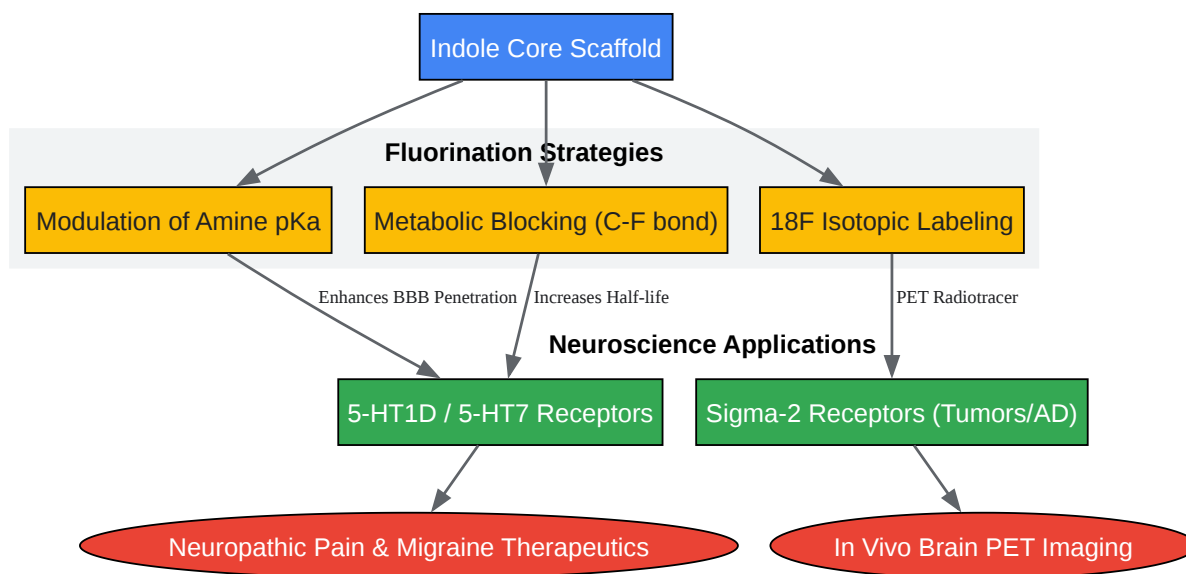 Indole Core Scaffold
Fluorination Strategies
Modulation of Amine pKa
Metabolic Blocking (C-F bond)
18F Isotopic Labeling
Enhances BBB Penetration
Increases Half-life
PET Radiotracer
Neuroscience Applications
5-HT1D / 5-HT7 Receptors
Sigma-2 Receptors (Tumors/AD)
Neuropathic Pain & Migraine Therapeutics
In Vivo Brain PET Imaging